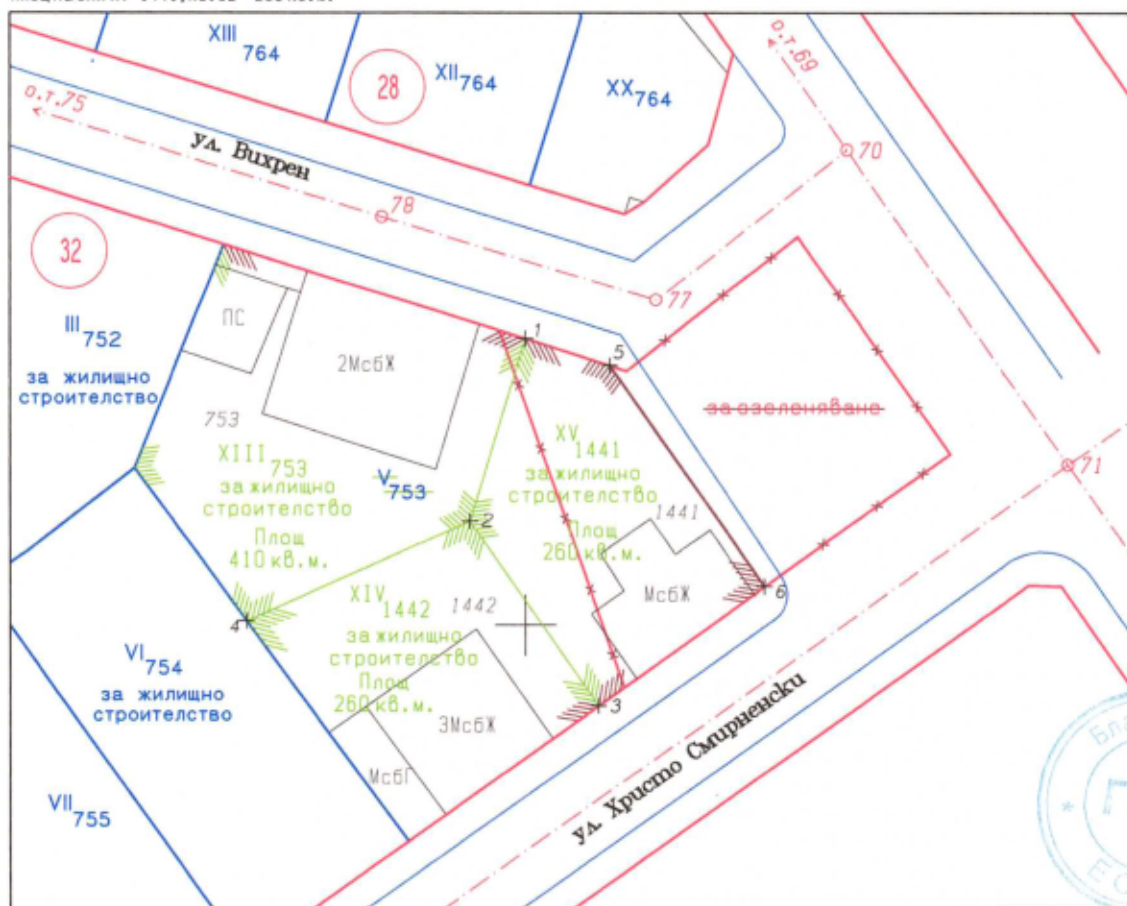 XIII 764
XII 764
XX 764
28
о.т.69
о.т.75
ул. Вихрен
70
78
32
77
III 752
за жилищно
строителство
ПС
2МсбЖ
1
5
за озеленяване
753
XIII 753
за жилищно
строителство
Площ
410 кв.м.
V 753
XV 1441
за жилищно
строителство
Площ
260 кв.м.
1441
71
2
МсбЖ
6
XIV 1442
1442
за жилищно
строителство
Площ
260 кв.м.
4
3
VI 754
за жилищно
строителство
3МсбЖ
МсбГ
VII 755
ул. Христо Смирненски